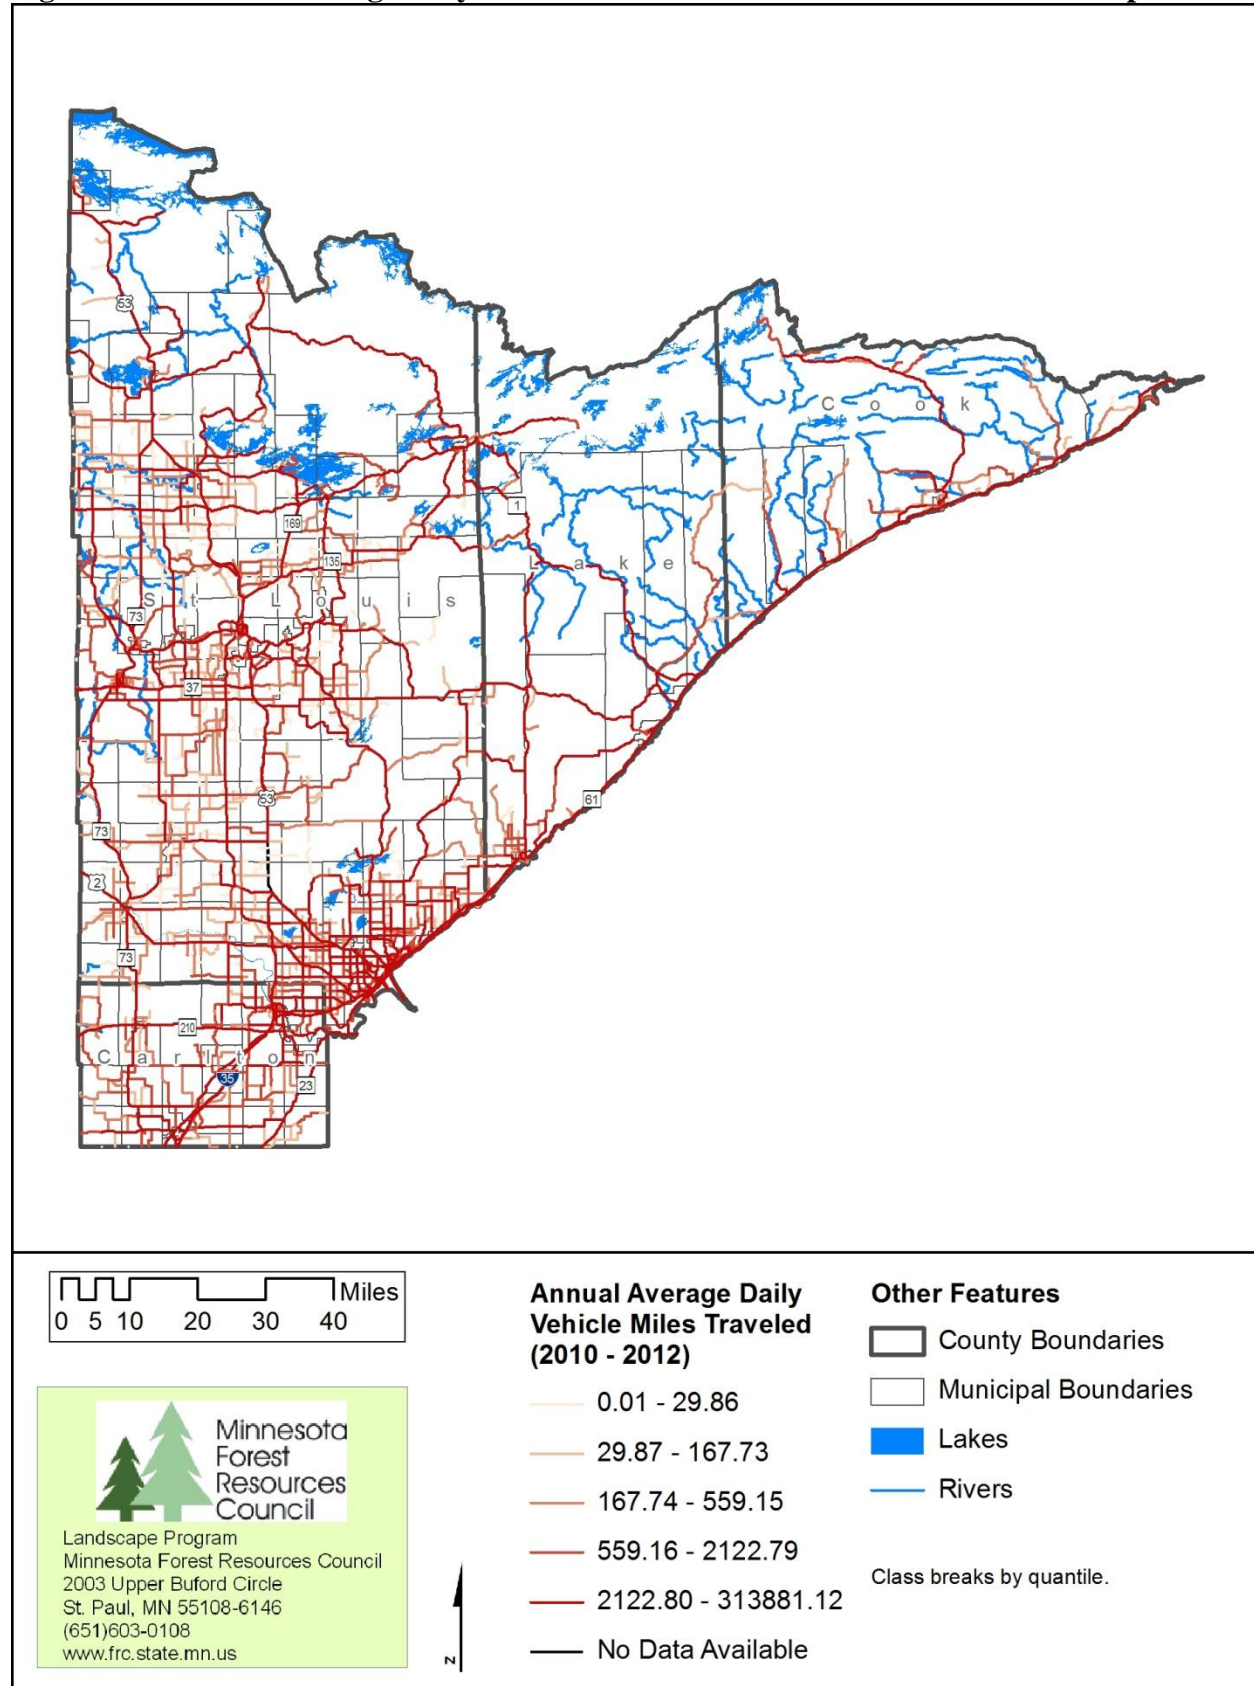 53
Cook
1
169
135
Lake
St Louis
73
37
53
61
73
2
73
210
Carlton
35
23
Miles
0 5 10 20 30 40
Minnesota
Forest
Resources
Council
Landscape Program
Minnesota Forest Resources Council
2003 Upper Buford Circle
St. Paul, MN 55108-6146
(651)603-0108
www.frc.state.mn.us
N
Annual Average Daily
Vehicle Miles Traveled
(2010 - 2012)
0.01 - 29.86
29.87 - 167.73
167.74 - 559.15
559.16 - 2122.79
2122.80 - 313881.12
No Data Available
Other Features
County Boundaries
Municipal Boundaries
Lakes
Rivers
Class breaks by quantile.